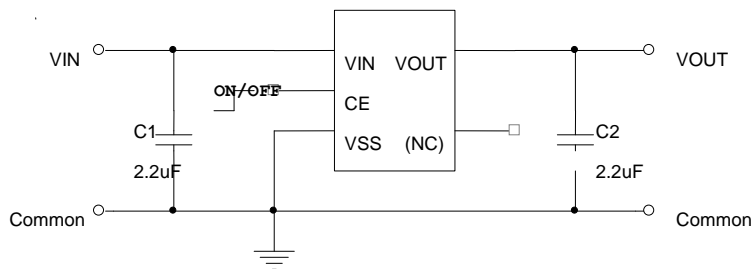 VIN
VIN VOUT
VOUT
ON/OFF
CE
C1
VSS (NC)
C2
2.2uF
2.2uF
Common
Common